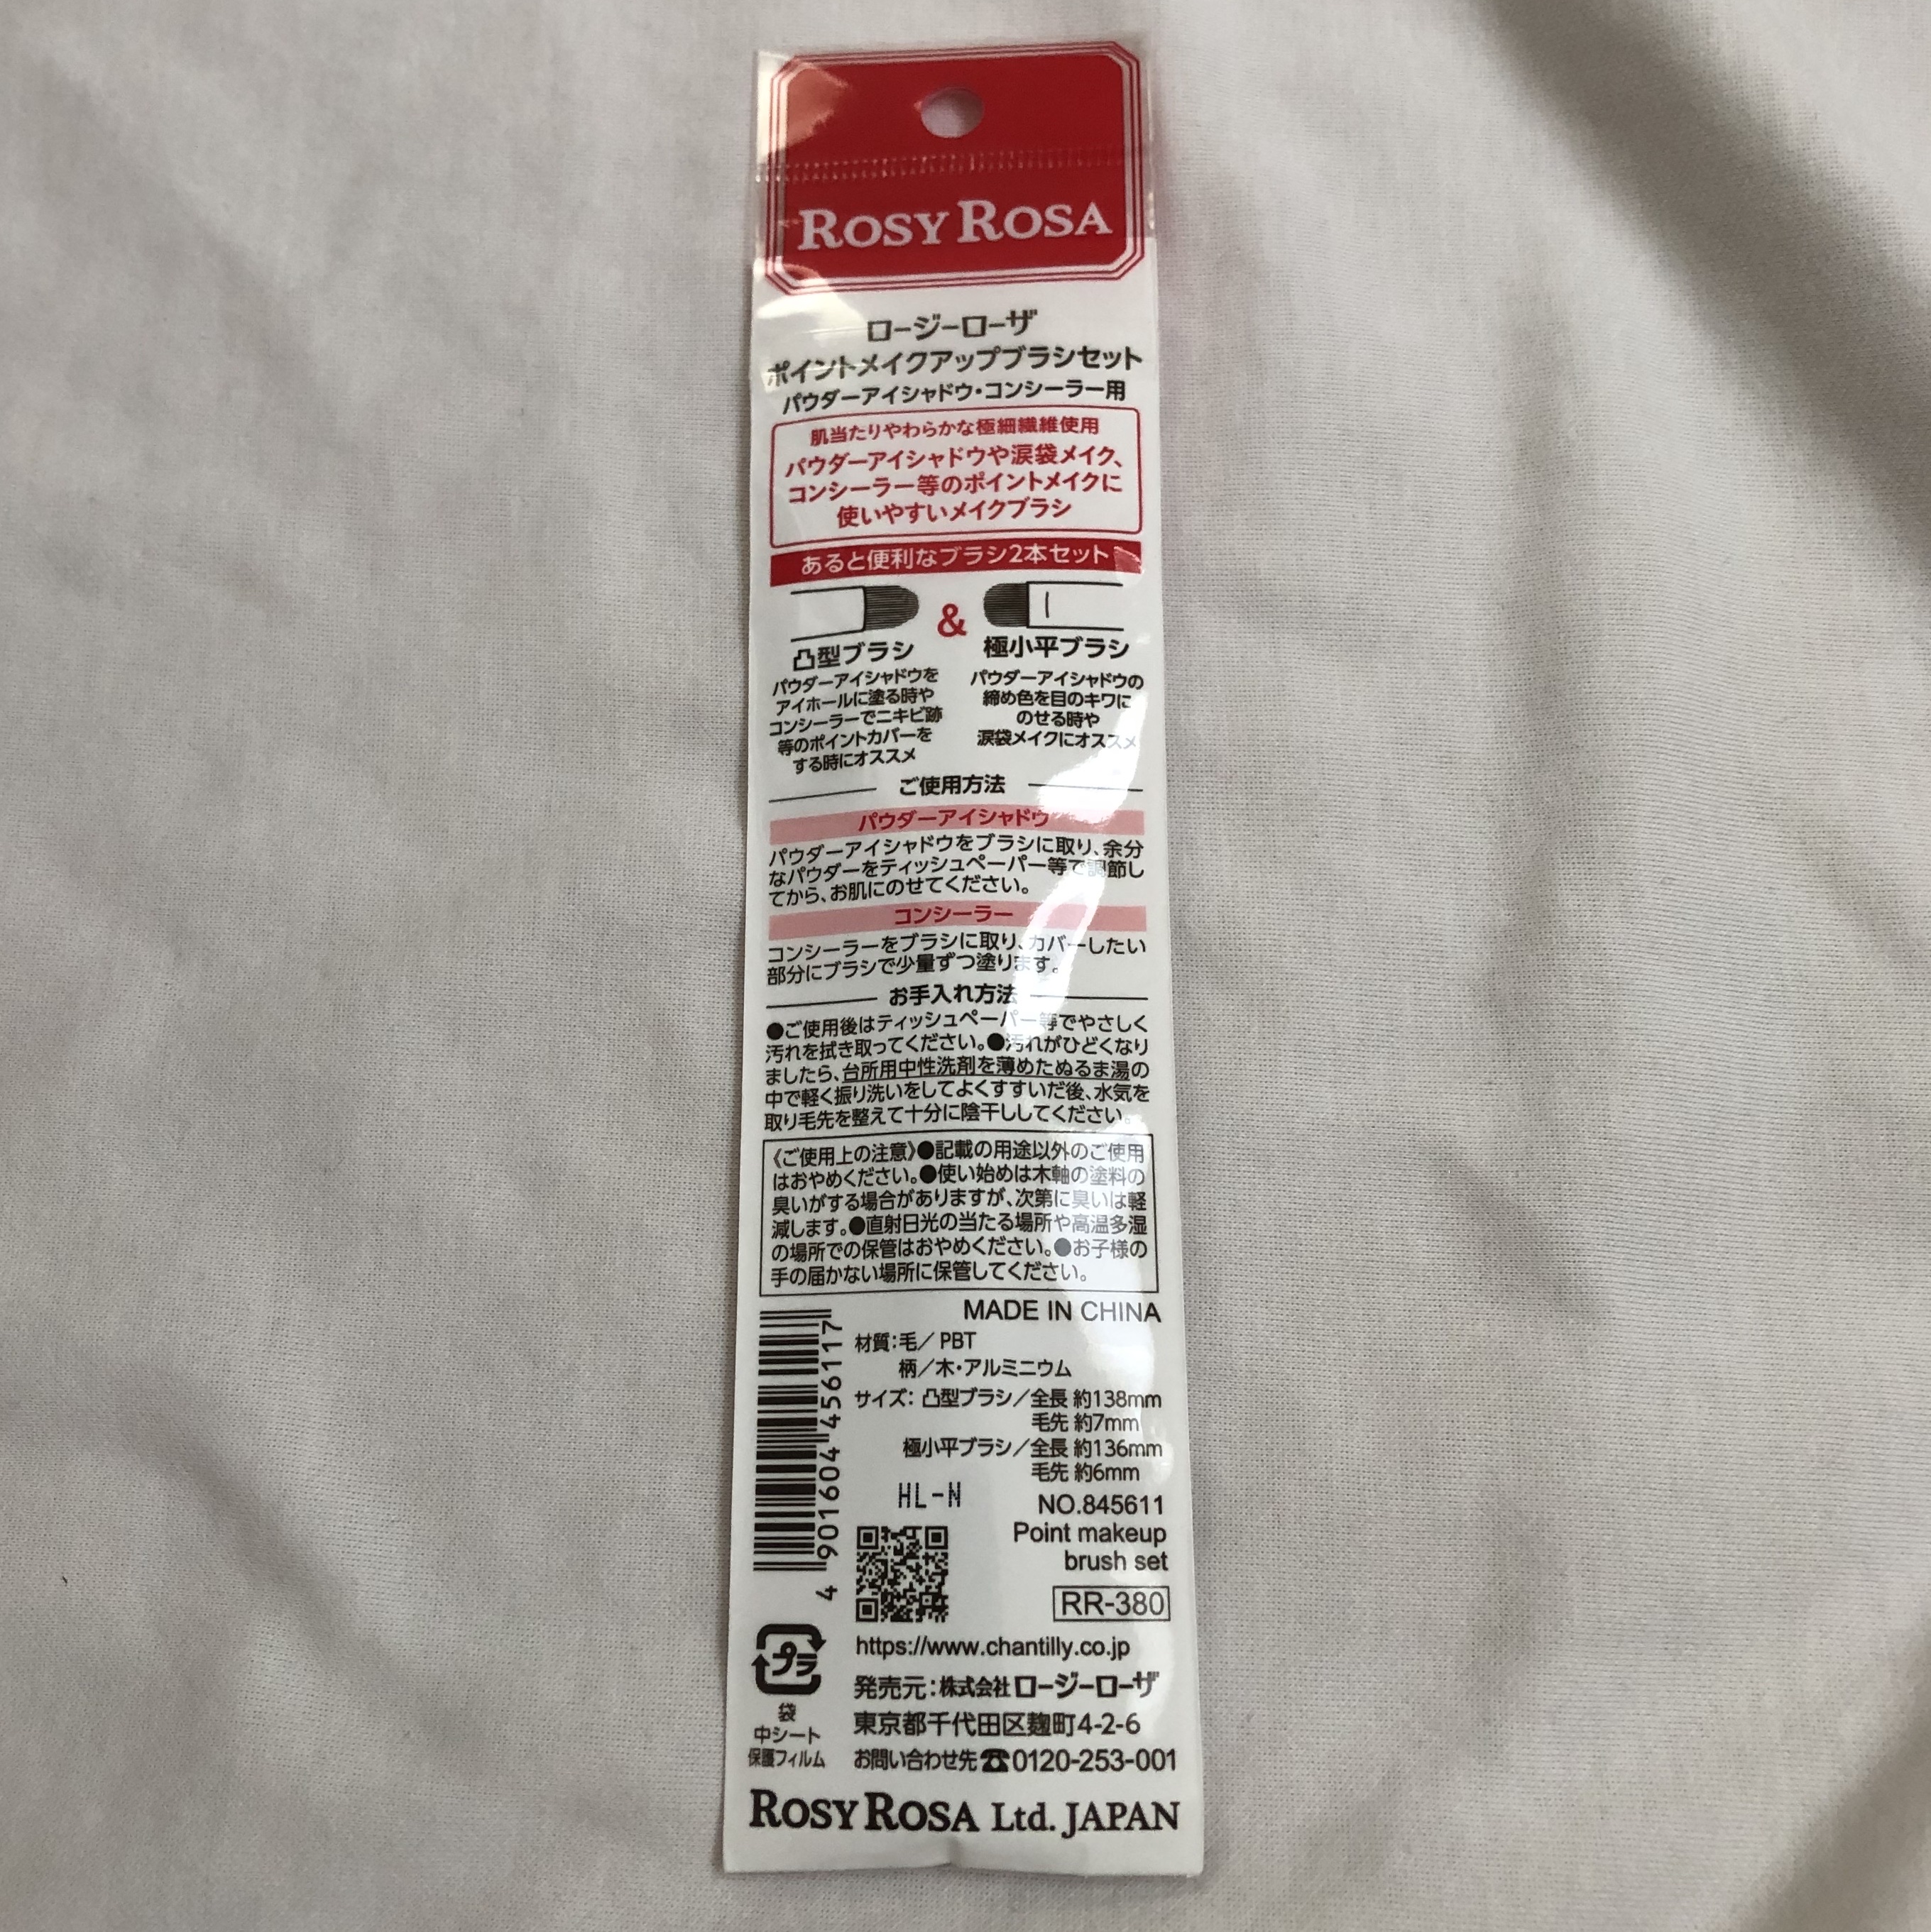 ROSY ROSA
ロージーローザ
ポイントメイクアップブラシセット
パウダーアイシャドウ・コンシーラー用
肌当たりやわらかな極細繊維使用
パウダーアイシャドウや涙袋メイク、
コンシーラー等のポイントメイクに
使いやすいメイクブラシ
あると便利なブラシ2本セット
&
凸型ブラシ
パウダーアイシャドウを
アイホールに塗る時や
コンシーラーでニキビ跡
等のポイントカバーを
する時にオススメ
極小平ブラシ
パウダーアイシャドウの
締め色を目のキワに
のせる時や
涙袋メイクにオススメ
ご使用方法
パウダーアイシャドウ
パウダーアイシャドウをブラシに取り、余分
なパウダーをティッシュペーパー等で調節し
てから、お肌にのせてください。
コンシーラー
コンシーラーをブラシに取り、カバーしたい
部分にブラシで少量ずつ塗ります。
お手入れ方法
●ご使用後はティッシュペーパー等でやさしく
汚れを拭き取ってください。●汚れがひどくなり
ましたら、台所用中性洗剤を薄めたぬるま湯の
中で軽く振り洗いをしてよくすすいだ後、水気を
取り毛先を整えて十分に陰干ししてください。
《ご使用上の注意》●記載の用途以外のご使用
はおやめください。●使い始めは木軸の塗料の
臭いがする場合がありますが、次第に臭いは軽
減します。●直射日光の当たる場所や高温多湿
の場所での保管はおやめください。●お子様の
手の届かない場所に保管してください。
MADE IN CHINA
材質:毛/PBT
柄/木・アルミニウム
サイズ:凸型ブラシ/全長 約138mm
毛先 約7mm
極小平ブラシ/全長 約136mm
毛先 約6mm
HL-N
NO.845611
Point makeup
brush set
RR-380
4 901604 456117
https://www.chantilly.co.jp
プラ
袋
中シート
保護フィルム
発売元:株式会社ロージーローザ
東京都千代田区麹町4-2-6
お問い合わせ先☎0120-253-001
ROSY ROSA Ltd. JAPAN